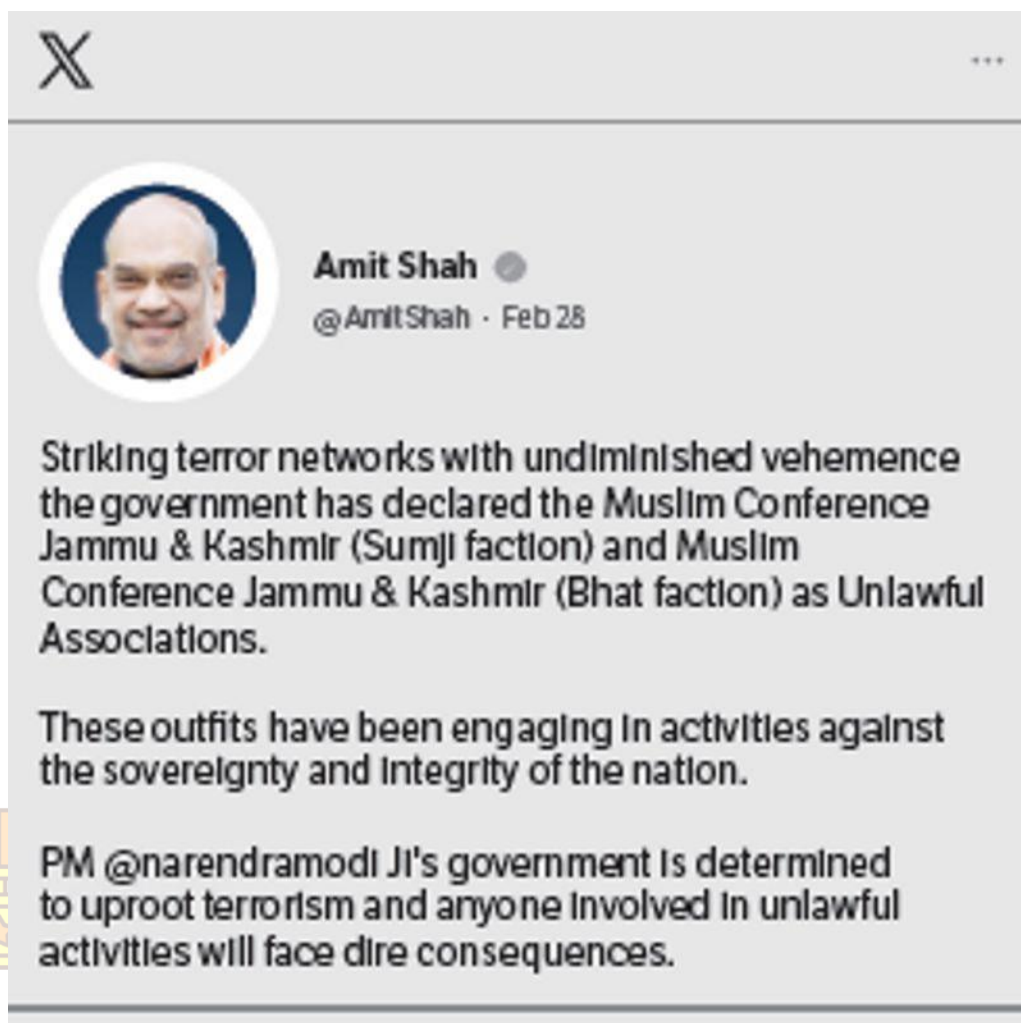 Amit Shah
@AmitShah · Feb 28
Striking terror networks with undiminished vehemence
the government has declared the Muslim Conference
Jammu & Kashmir (Sumji faction) and Muslim
Conference Jammu & Kashmir (Bhat faction) as Unlawful
Associations.
These outfits have been engaging in activities against
the sovereignty and integrity of the nation.
PM @narendramodi Ji's government is determined
to uproot terrorism and anyone involved in unlawful
activities will face dire consequences.